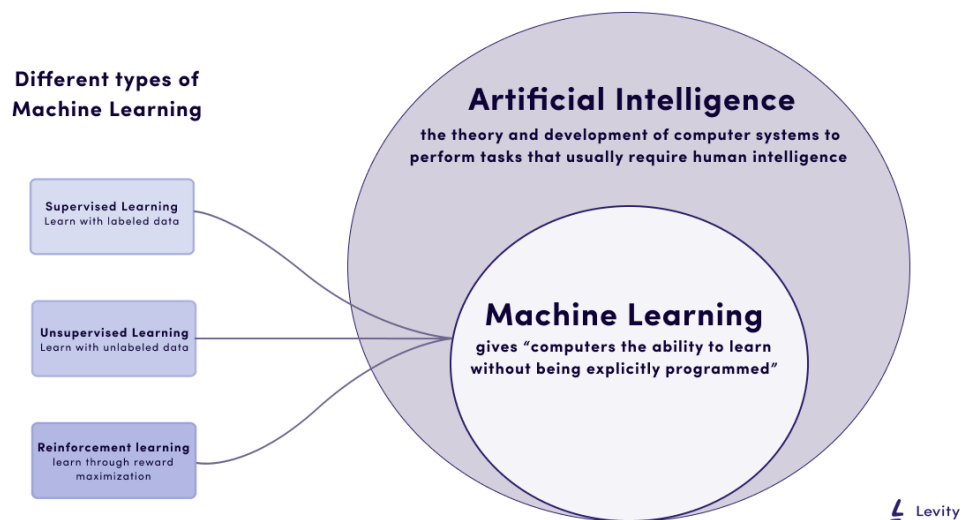 Different types of
Machine Learning
Supervised Learning
Learn with labeled data
Unsupervised Learning
Learn with unlabeled data
Reinforcement learning
learn through reward
maximization
Artificial Intelligence
the theory and development of computer systems to
perform tasks that usually require human intelligence
Machine Learning
gives “computers the ability to learn
without being explicitly programmed”
Levity